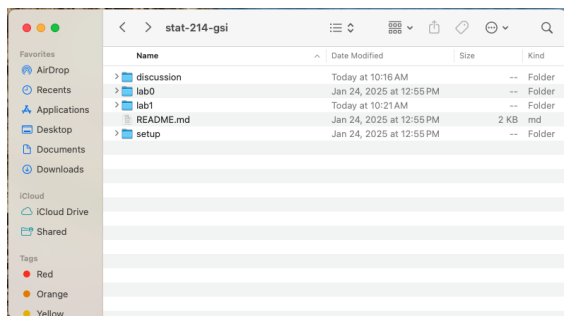 stat-214-gsi
Favorites
AirDrop
Recents
Applications
Desktop
Documents
Downloads
iCloud
iCloud Drive
Shared
Tags
Red
Orange
Yellow
Name Date Modified Size Kind
discussion Today at 10:16 AM -- Folder
lab0 Jan 24, 2025 at 12:55 PM -- Folder
lab1 Today at 10:21 AM -- Folder
README.md Jan 24, 2025 at 12:55 PM 2 KB md
setup Jan 24, 2025 at 12:55 PM -- Folder